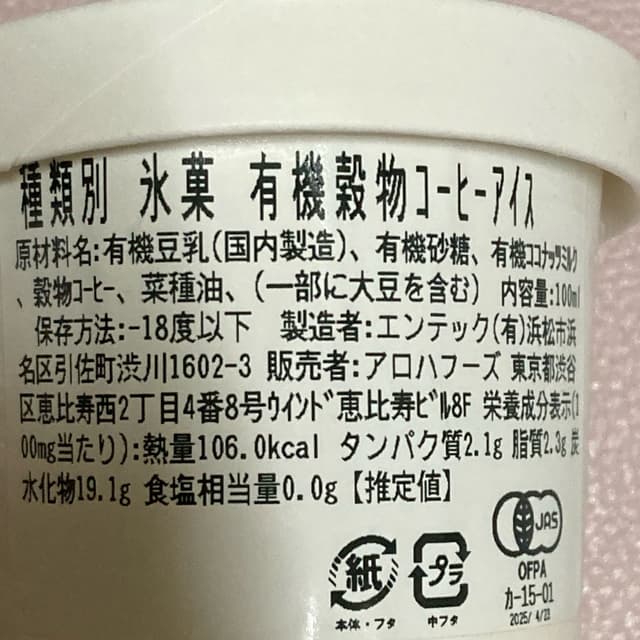 種類別 氷菓 有機穀物コーヒーアイス
原材料名:有機豆乳(国内製造)、有機砂糖、有機ココナッツミルク
、穀物コーヒー、菜種油、(一部に大豆を含む) 内容量:100ml
保存方法:-18度以下 製造者:エンテック(有)浜松市浜
名区引佐町渋川1602-3 販売者:アロハフーズ 東京都渋谷
区恵比寿西2丁目4番8号ウインド恵比寿ビル8F 栄養成分表示(1
00mg当たり):熱量106.0kcal タンパク質2.1g 脂質2.3g 炭
水化物19.1g 食塩相当量0.0g【推定値】
紙
本体・フタ
プラ
中フタ
JAS
OFPA
カ-15-01
2025/ 4/23